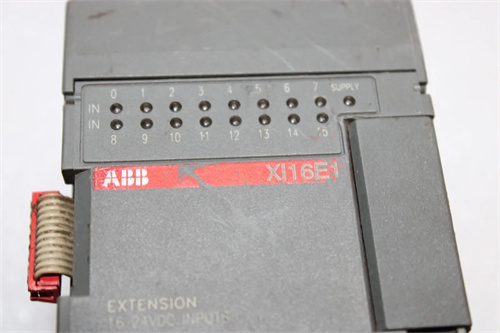 0 1 2 3 4 5 6 7 SUPPLY
IN
IN
8 9 10 11 12 13 14 15
ABB XI16E1
EXTENSION
16 24VDC INPUTS